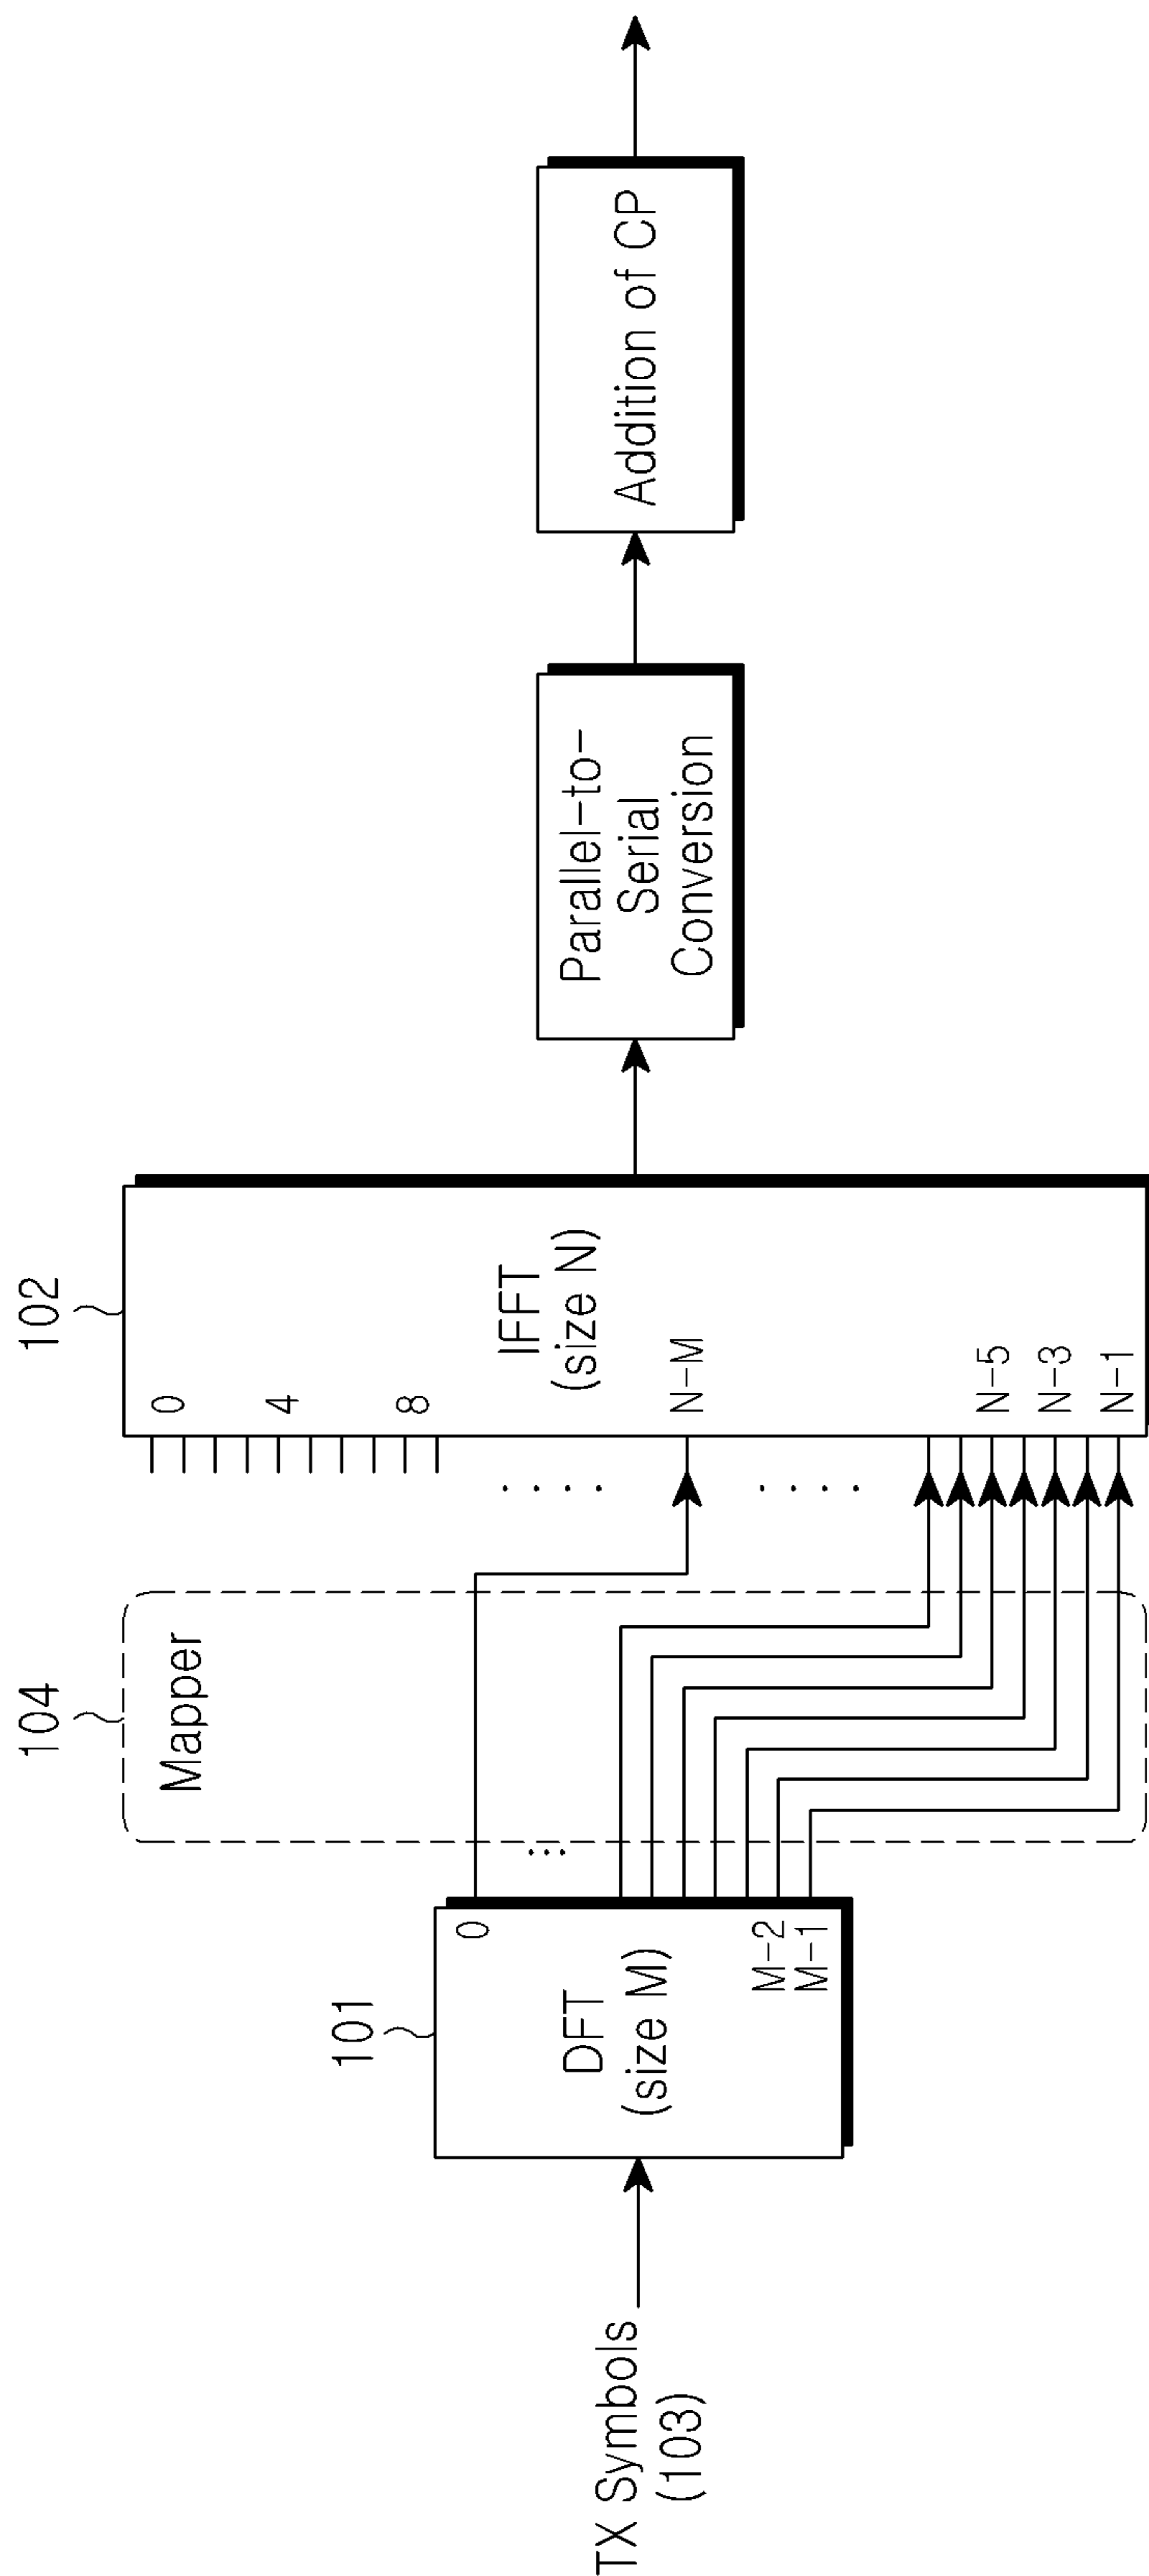 TX Symbols
(103)
101
DFT
(size M)
0
M-2
M-1
...
104
Mapper
102
IFFT
(size N)
0
4
8
....
N-M
....
N-5
N-3
N-1
Parallel-to-
Serial
Conversion
Addition of CP